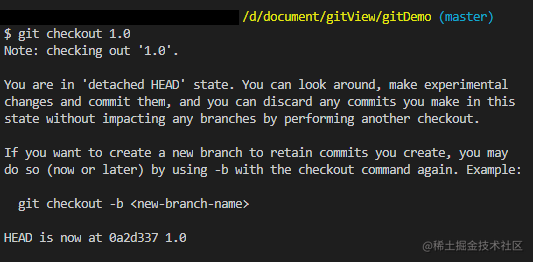 /d/document/gitView/gitDemo (master)
$ git checkout 1.0
Note: checking out '1.0'.
You are in 'detached HEAD' state. You can look around, make experimental
changes and commit them, and you can discard any commits you make in this
state without impacting any branches by performing another checkout.
If you want to create a new branch to retain commits you create, you may
do so (now or later) by using -b with the checkout command again. Example:
git checkout -b <new-branch-name>
HEAD is now at 0a2d337 1.0
@稀土掘金技术社区